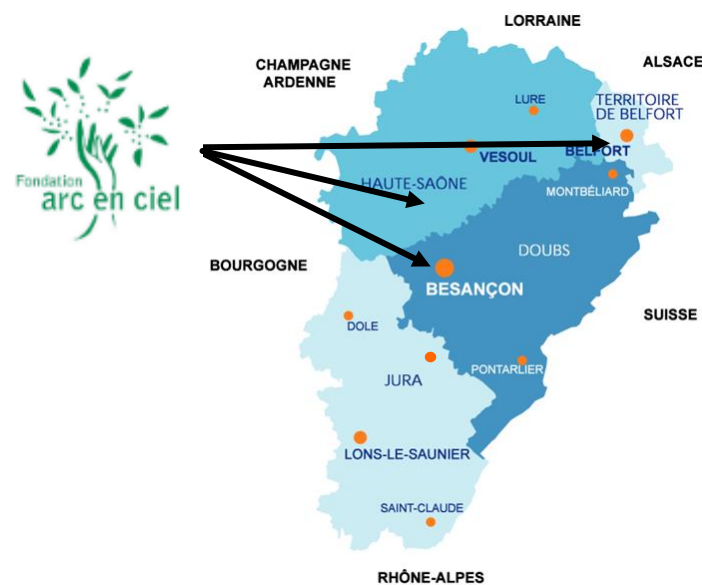 LORRAINE
CHAMPAGNE
ARDENNE
ALSACE
LURE
TERRITOIRE
DE BELFORT
VESOUL
BELFORT
Fondation
arc en ciel
HAUTE-SAÔNE
MONTBÉLIARD
DOUBS
BOURGOGNE
BESANÇON
SUISSE
DOLE
PONTARLIER
JURA
LONS-LE-SAUNIER
SAINT-CLAUDE
RHÔNE-ALPES